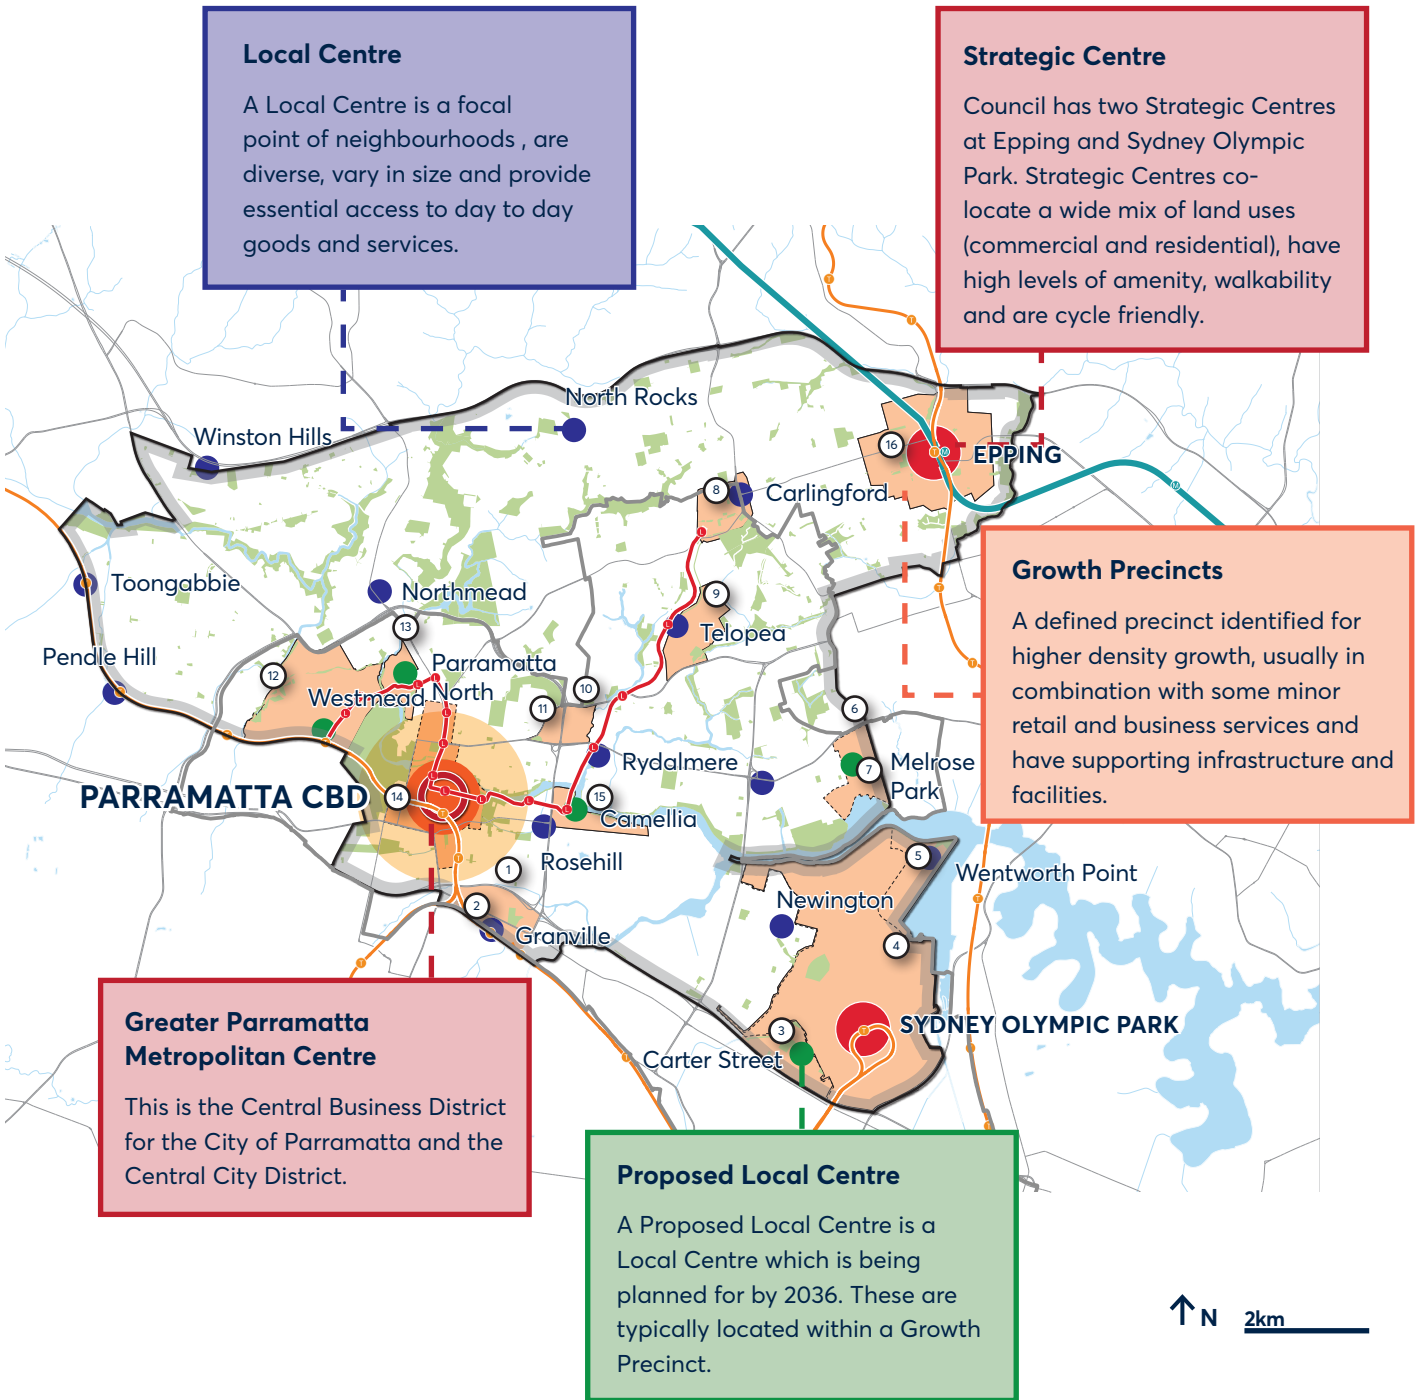 Local Centre
A Local Centre is a focal
point of neighbourhoods , are
diverse, vary in size and provide
essential access to day to day
goods and services.
Strategic Centre
Council has two Strategic Centres
at Epping and Sydney Olympic
Park. Strategic Centres co-
locate a wide mix of land uses
(commercial and residential), have
high levels of amenity, walkability
and are cycle friendly.
North Rocks
Winston Hills
16
EPPING
T
M
8
Carlingford
Growth Precincts
A defined precinct identified for
higher density growth, usually in
combination with some minor
retail and business services and
have supporting infrastructure and
facilities.
Toongabbie
Northmead
9
Telopea
13
Pendle Hill
12
Parramatta
North
Westmead
10
11
6
Rydalmere
7
Melrose
Park
PARRAMATTA CBD
14
15
Camellia
Rosehill
1
5
Wentworth Point
2
Newington
Granville
4
3
SYDNEY OLYMPIC PARK
Carter Street
Greater Parramatta
Metropolitan Centre
This is the Central Business District
for the City of Parramatta and the
Central City District.
Proposed Local Centre
A Proposed Local Centre is a
Local Centre which is being
planned for by 2036. These are
typically located within a Growth
Precinct.
N
2km